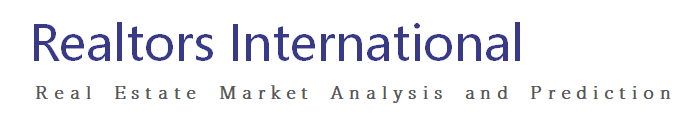 Realtors International
Real Estate Market Analysis and Prediction